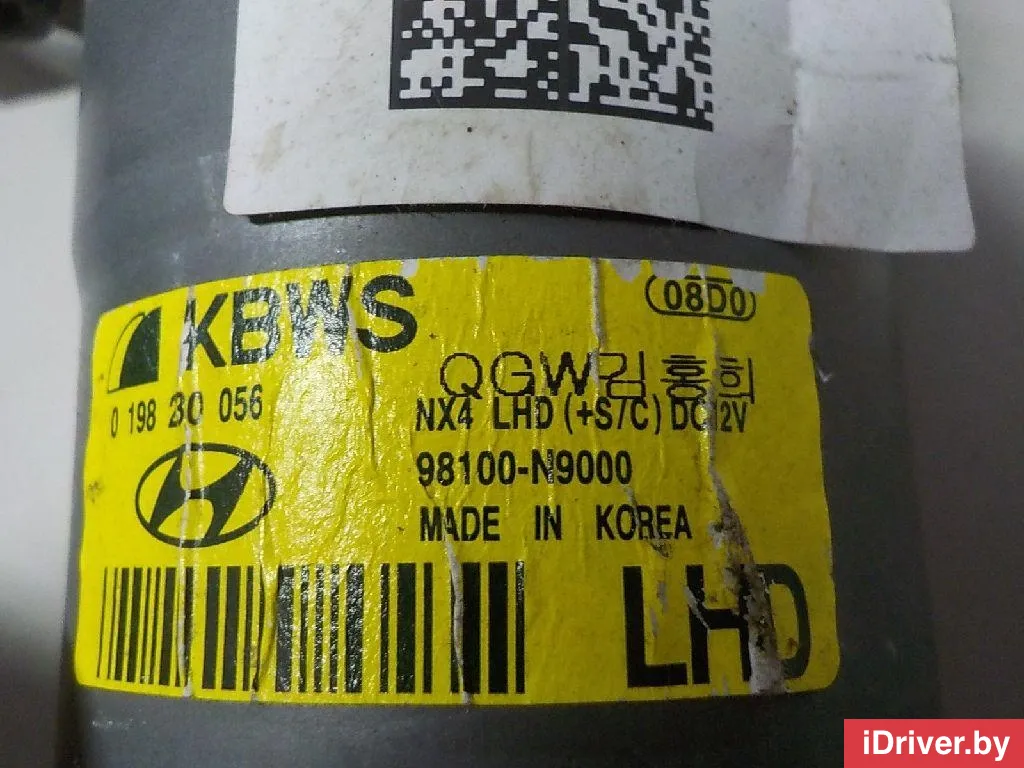 KBWS
08D0
QGW김홍희
0 198 B0 056
NX4 LHD (+S/C) DC12V
98100-N9000
MADE IN KOREA
LHD
iDriver.by